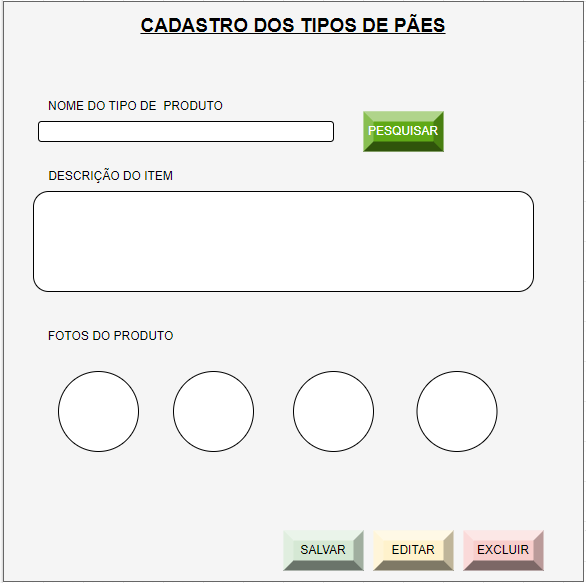 CADASTRO DOS TIPOS DE PÃES
NOME DO TIPO DE PRODUTO
PESQUISAR
DESCRIÇÃO DO ITEM
FOTOS DO PRODUTO
SALVAR
EDITAR
EXCLUIR